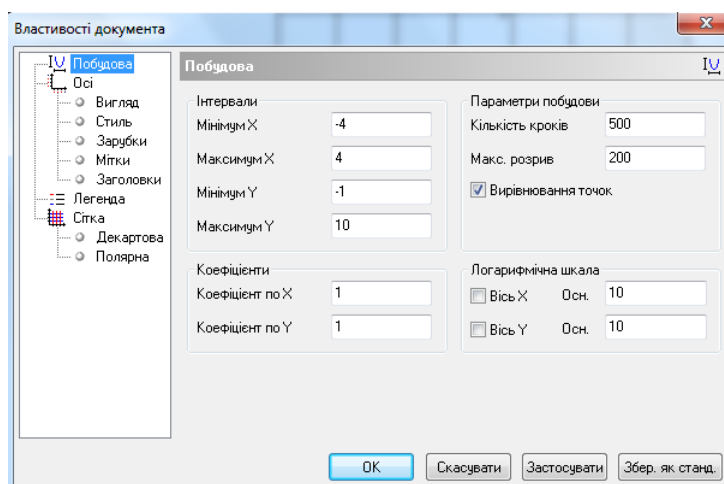 Властивості документа
Побудова
Осі
Вигляд
Стиль
Зарубки
Мітки
Заголовки
Легенда
Сітка
Декартова
Полярна
Побудова
Інтервали
Мінімум X -4
Максимум X 4
Мінімум Y -1
Максимум Y 10
Параметри побудови
Кількість кроків 500
Макс. розрив 200
Вирівнювання точок
Коефіцієнти
Коефіцієнт по X 1
Коефіцієнт по Y 1
Логарифмічна шкала
Вісь X Осн. 10
Вісь Y Осн. 10
OK Скасувати Застосувати Збер. як станд.